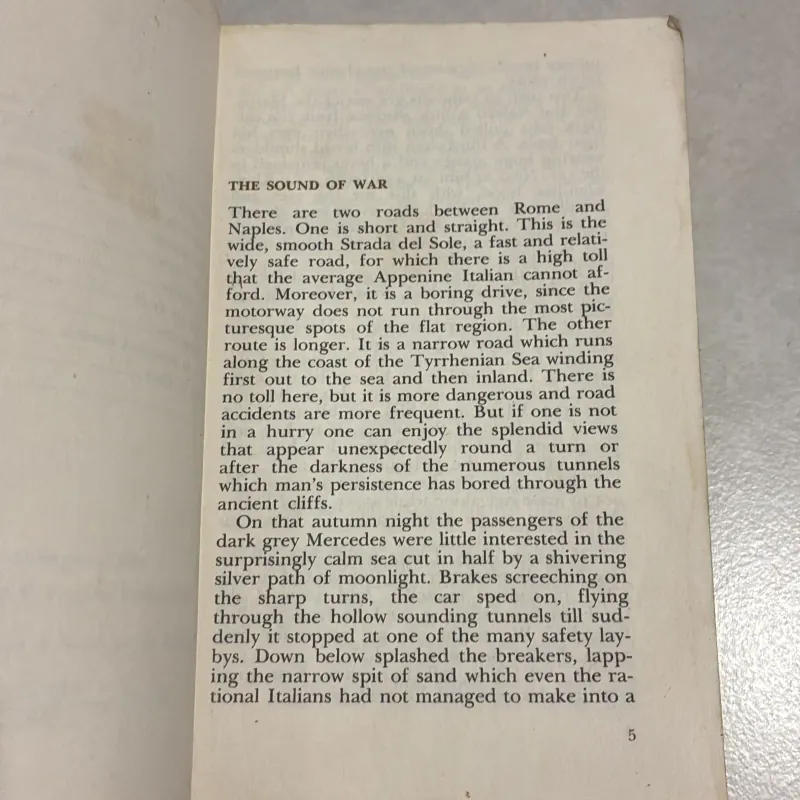 THE SOUND OF WAR
There are two roads between Rome and
Naples. One is short and straight. This is the
wide, smooth Strada del Sole, a fast and relati-
vely safe road, for which there is a high toll
that the average Appenine Italian cannot af-
ford. Moreover, it is a boring drive, since the
motorway does not run through the most pic-
turesque spots of the flat region. The other
route is longer. It is a narrow road which runs
along the coast of the Tyrrhenian Sea winding
first out to the sea and then inland. There is
no toll here, but it is more dangerous and road
accidents are more frequent. But if one is not
in a hurry one can enjoy the splendid views
that appear unexpectedly round a turn or
after the darkness of the numerous tunnels
which man's persistence has bored through the
ancient cliffs.
On that autumn night the passengers of the
dark grey Mercedes were little interested in the
surprisingly calm sea cut in half by a shivering
silver path of moonlight. Brakes screeching on
the sharp turns, the car sped on, flying
through the hollow sounding tunnels till sud-
denly it stopped at one of the many safety lay-
bys. Down below splashed the breakers, lapp-
ing the narrow spit of sand which even the ra-
tional Italians had not managed to make into a
5